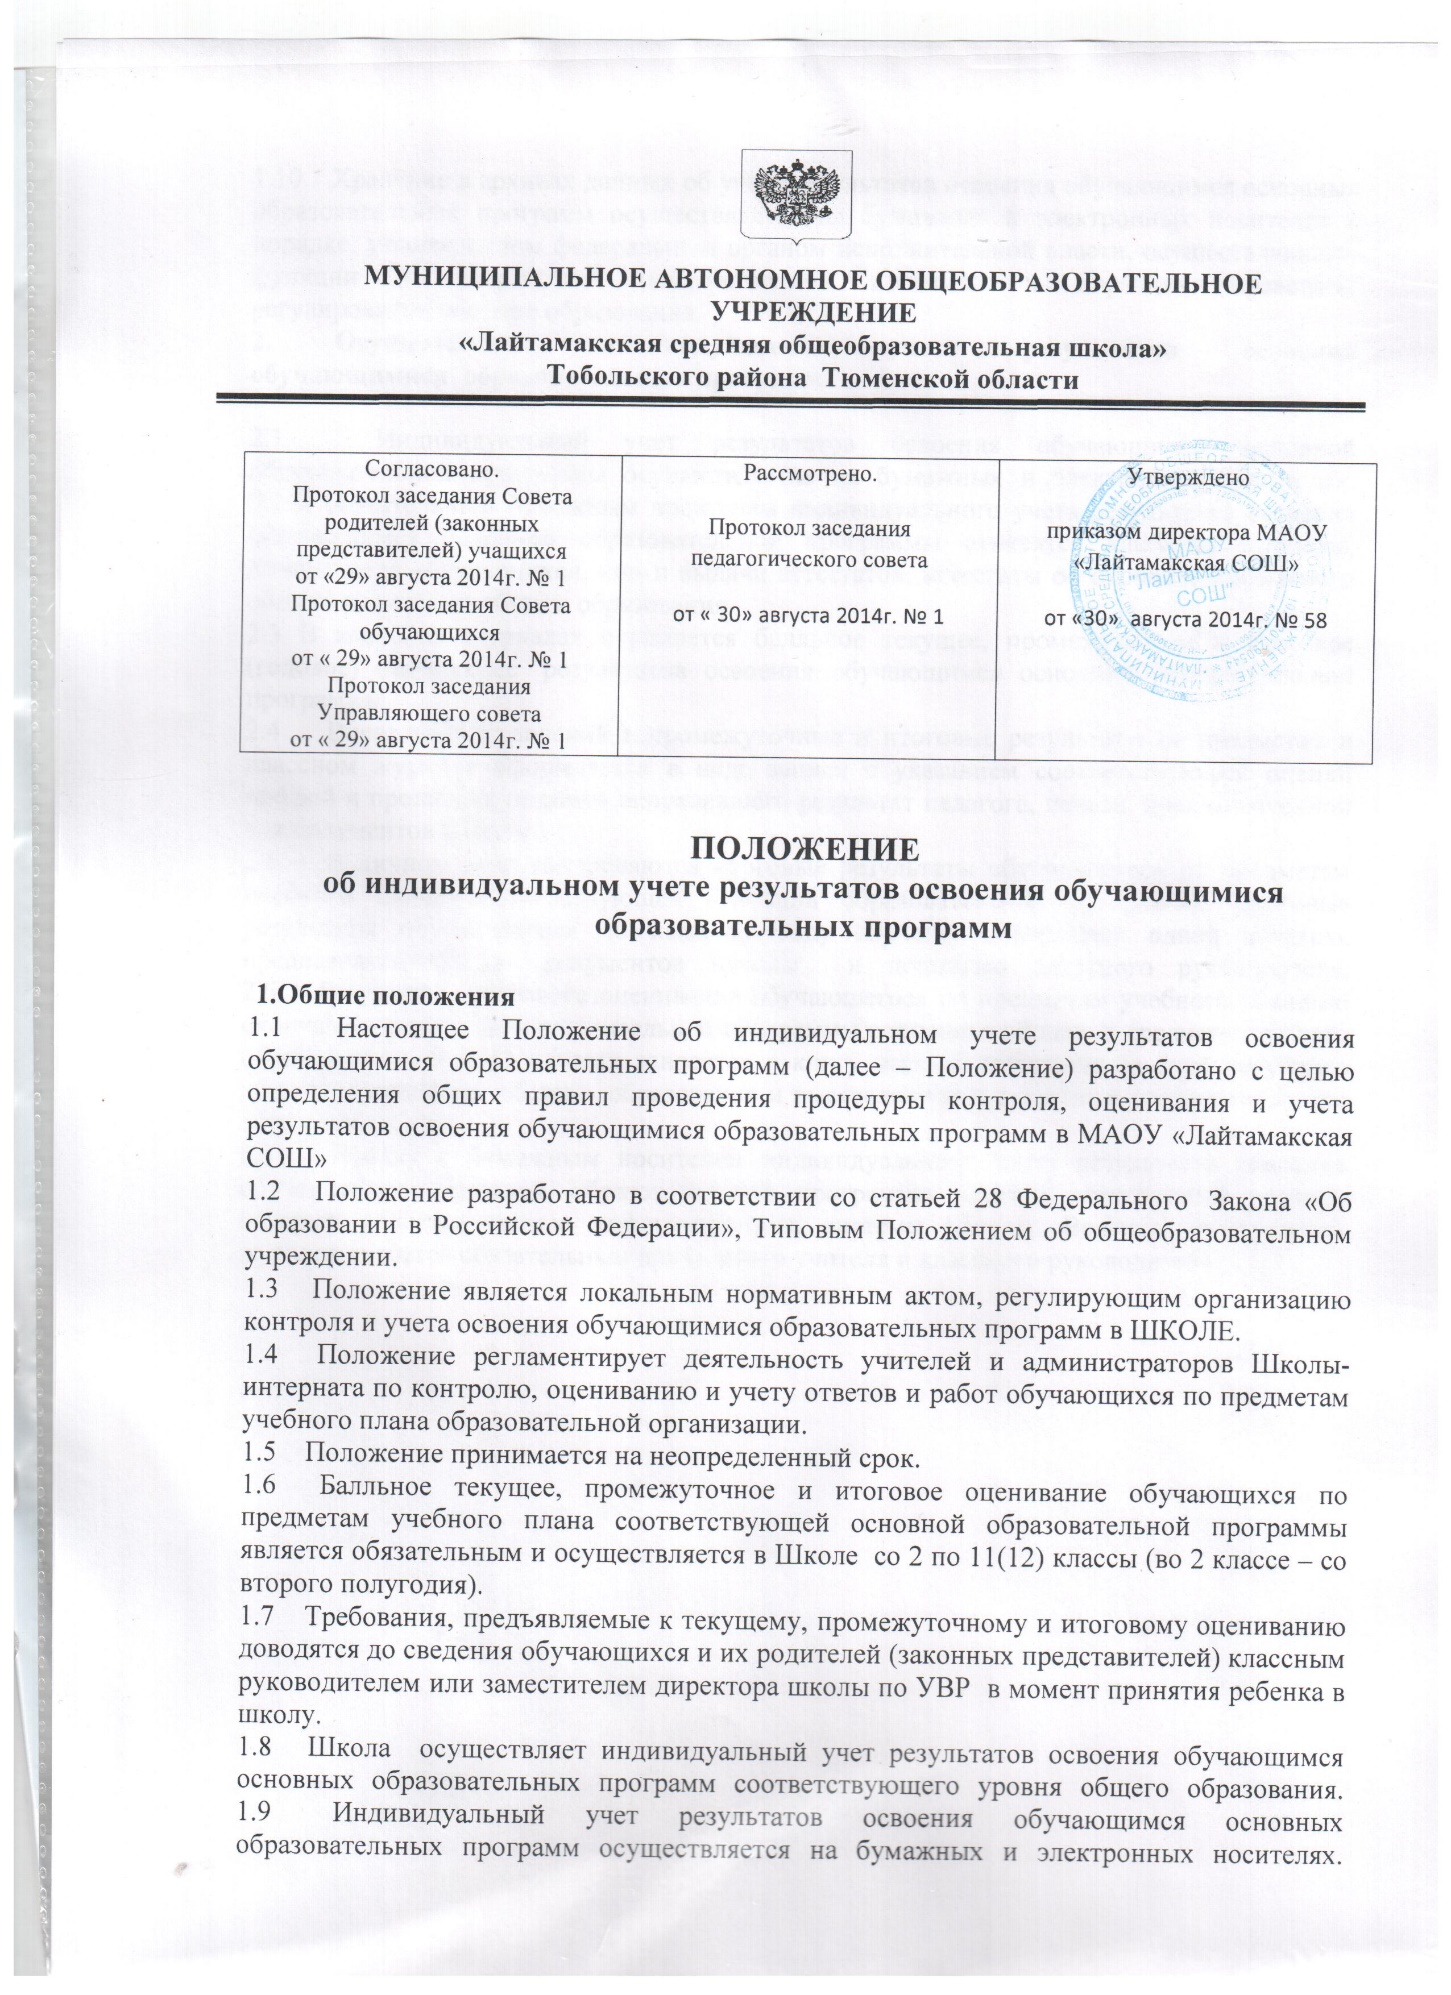 МУНИЦИПАЛЬНОЕ АВТОНОМНОЕ ОБЩЕОБРАЗОВАТЕЛЬНОЕ
УЧРЕЖДЕНИЕ
«Лайтамакская средняя общеобразовательная школа»
Тобольского района Тюменской области
Согласовано.
Протокол заседания Совета
родителей (законных
представителей) учащихся
от «29» августа 2014г. № 1
Протокол заседания Совета
обучающихся
от « 29» августа 2014г. № 1
Протокол заседания
Управляющего совета
от « 29» августа 2014г. № 1
Рассмотрено.
Протокол заседания
педагогического совета
от « 30» августа 2014г. № 1
Утверждено
приказом директора МАОУ
«Лайтамакская СОШ»
от «30» августа 2014г. № 58
МАОУ
"Лайтамакская
СОШ"
ПОЛОЖЕНИЕ
об индивидуальном учете результатов освоения обучающимися
образовательных программ
1.Общие положения
1.1 Настоящее Положение об индивидуальном учете результатов освоения
обучающимися образовательных программ (далее – Положение) разработано с целью
определения общих правил проведения процедуры контроля, оценивания и учета
результатов освоения обучающимися образовательных программ в МАОУ «Лайтамакская
СОШ»
1.2 Положение разработано в соответствии со статьей 28 Федерального Закона «Об
образовании в Российской Федерации», Типовым Положением об общеобразовательном
учреждении.
1.3 Положение является локальным нормативным актом, регулирующим организацию
контроля и учета освоения обучающимися образовательных программ в ШКОЛЕ.
1.4 Положение регламентирует деятельность учителей и администраторов Школы-
интерната по контролю, оцениванию и учету ответов и работ обучающихся по предметам
учебного плана образовательной организации.
1.5 Положение принимается на неопределенный срок.
1.6 Балльное текущее, промежуточное и итоговое оценивание обучающихся по
предметам учебного плана соответствующей основной образовательной программы
является обязательным и осуществляется в Школе со 2 по 11(12) классы (во 2 классе – со
второго полугодия).
1.7 Требования, предъявляемые к текущему, промежуточному и итоговому оцениванию
доводятся до сведения обучающихся и их родителей (законных представителей) классным
руководителем или заместителем директора школы по УВР в момент принятия ребенка в
школу.
1.8 Школа осуществляет индивидуальный учет результатов освоения обучающимся
основных образовательных программ соответствующего уровня общего образования.
1.9 Индивидуальный учет результатов освоения обучающимся основных
образовательных программ осуществляется на бумажных и электронных носителях.